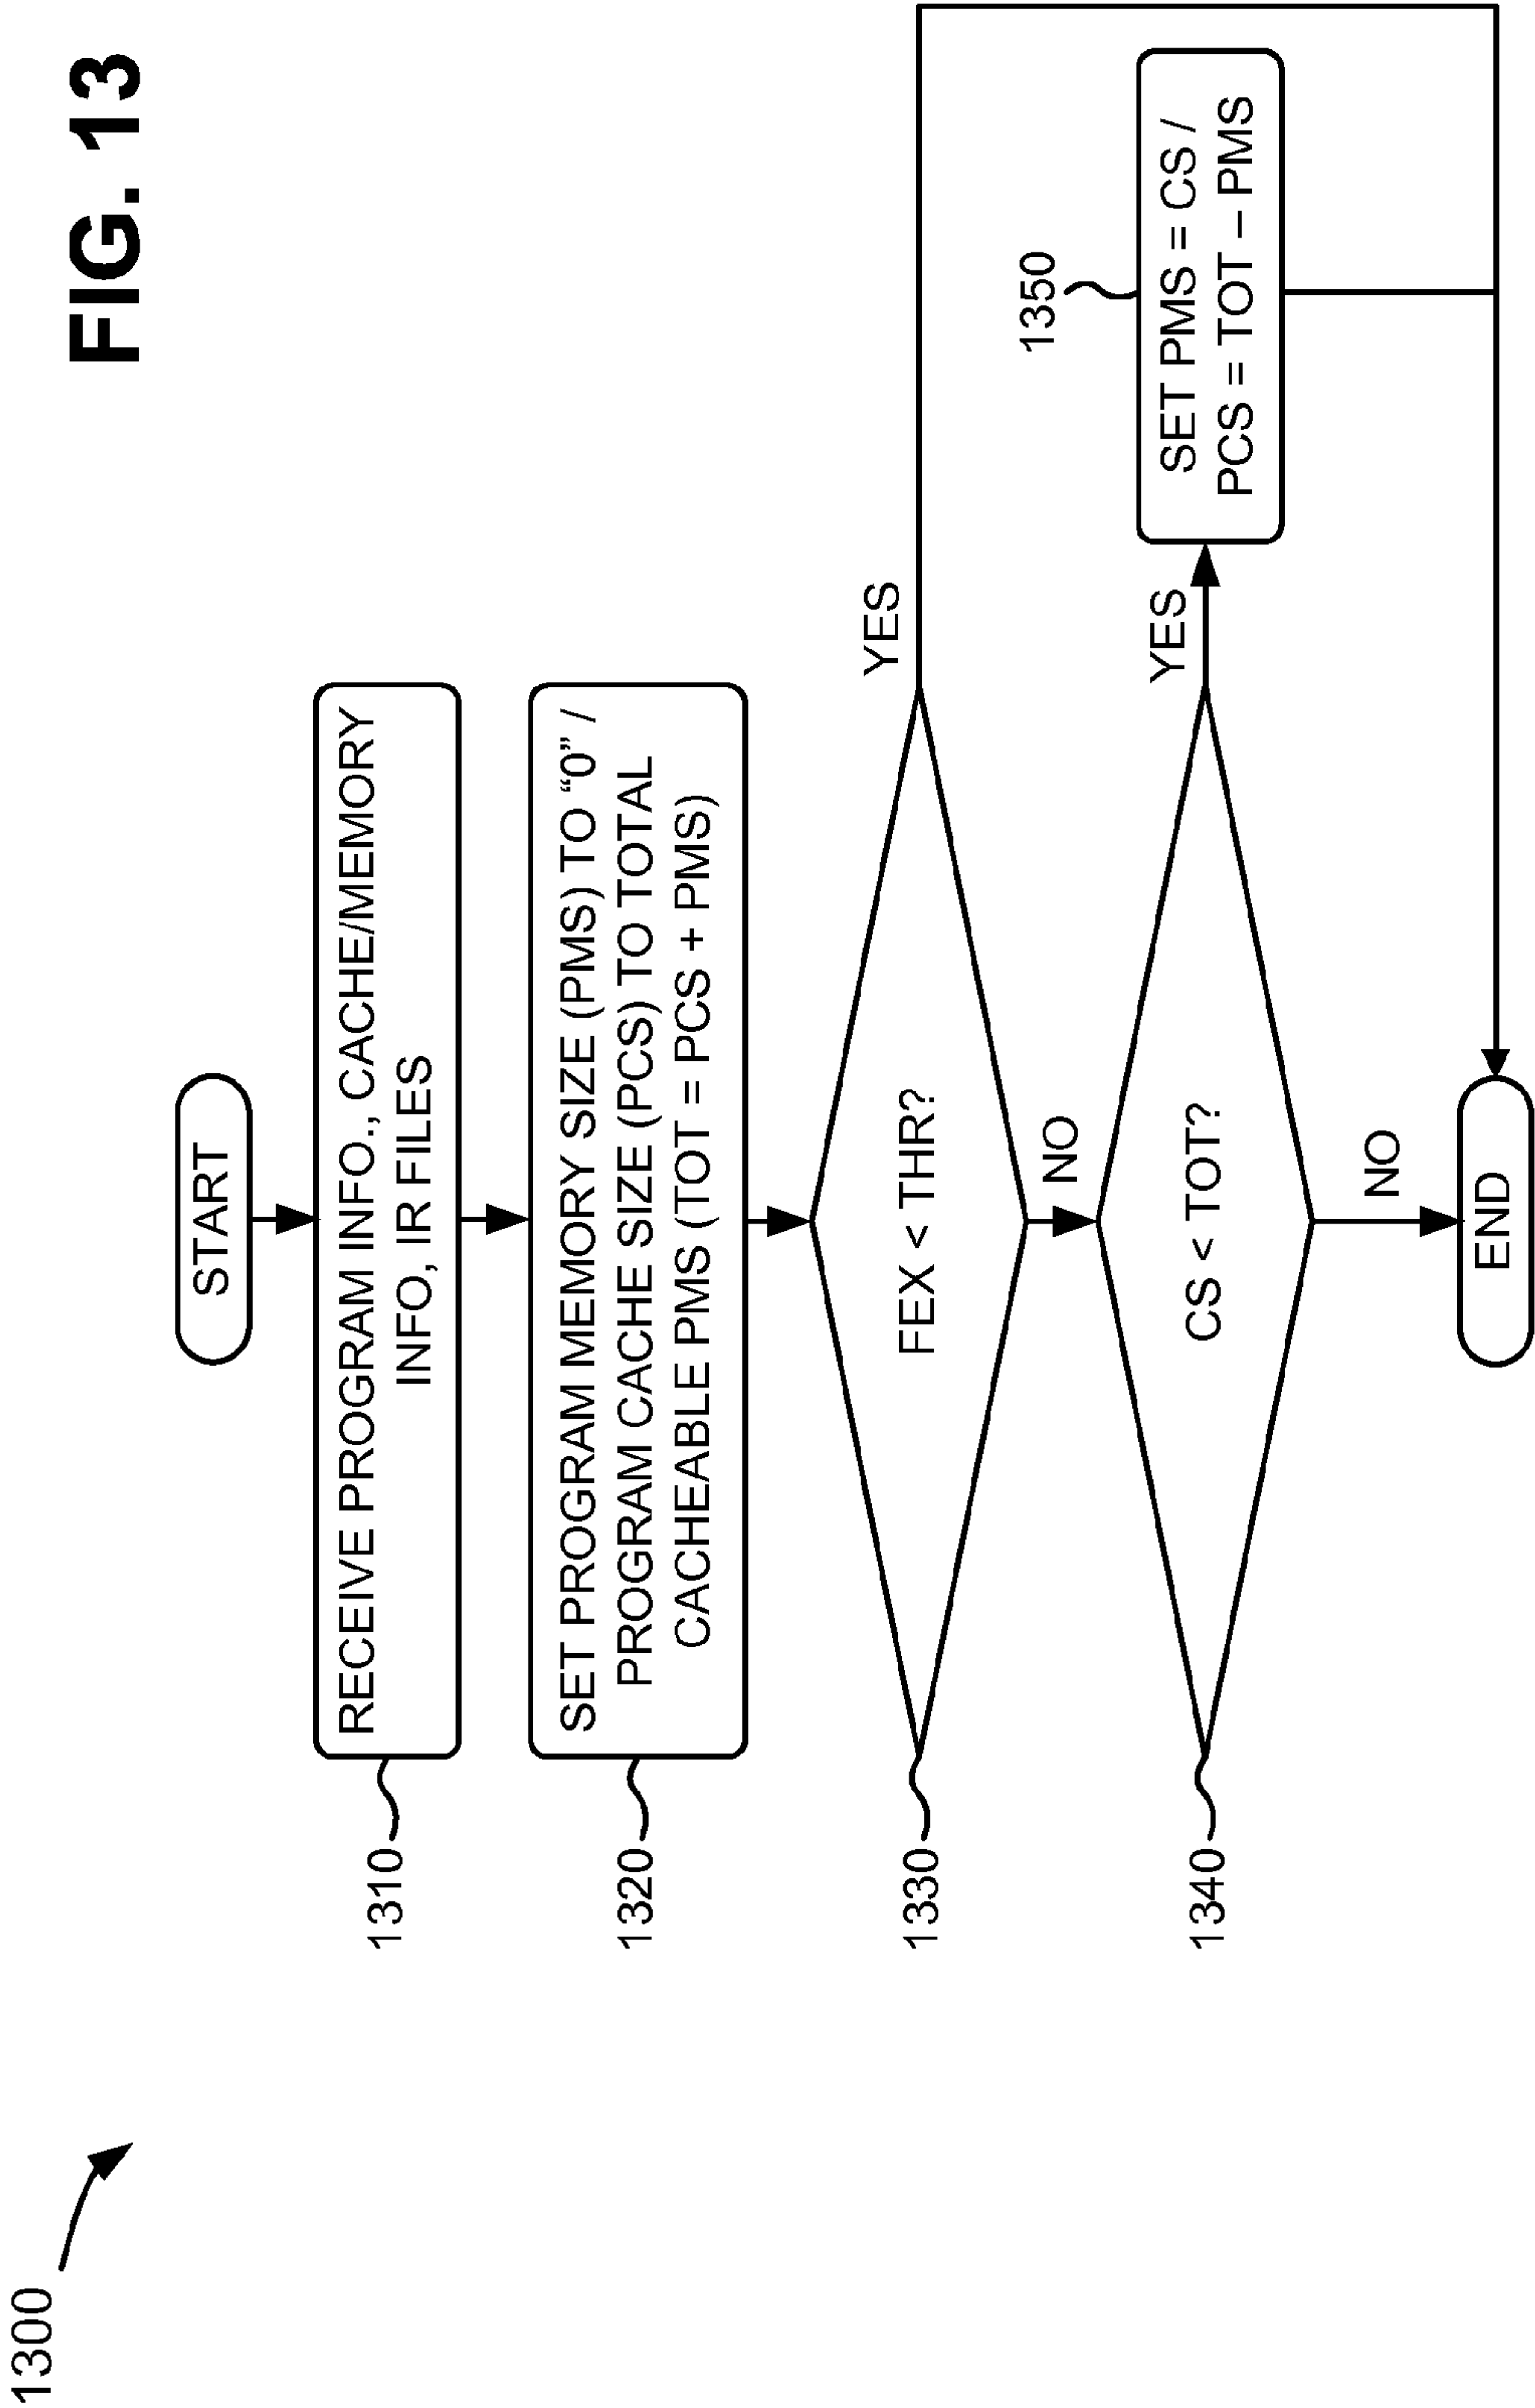 1300
FIG. 13
START
1310
RECEIVE PROGRAM INFO., CACHE/MEMORY
INFO, IR FILES
1320
SET PROGRAM MEMORY SIZE (PMS) TO “0” /
PROGRAM CACHE SIZE (PCS) TO TOTAL
CACHEABLE PMS (TOT = PCS + PMS)
1330
FEX < THR?
YES
NO
1340
CS < TOT?
YES
1350
SET PMS = CS /
PCS = TOT – PMS
NO
END